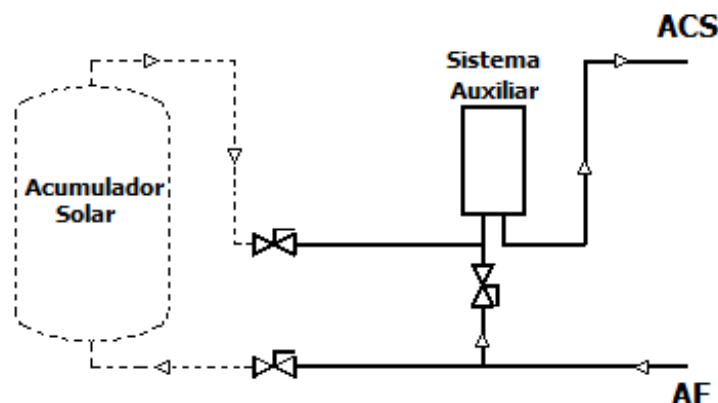 ACS
Sistema
Auxiliar
Acumulador
Solar
AF